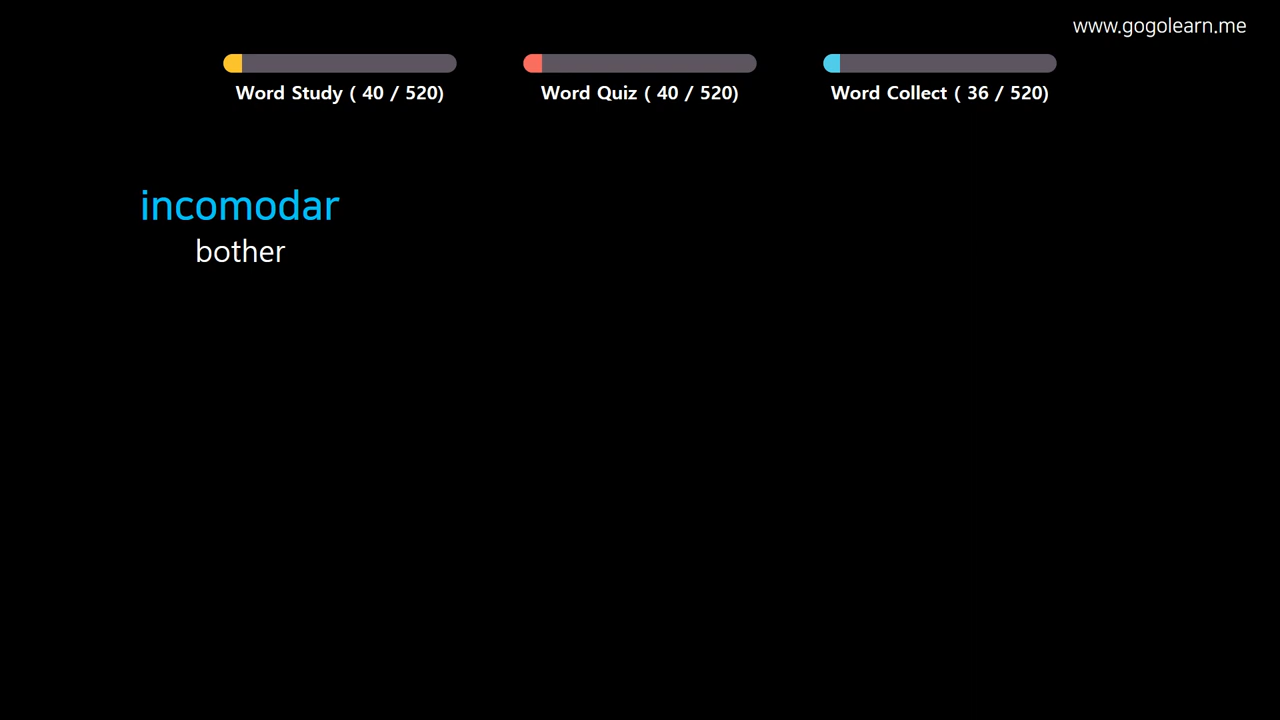 www.gogolearn.me
Word Study ( 40 / 520)
Word Quiz ( 40 / 520)
Word Collect ( 36 / 520)
incomodar
bother